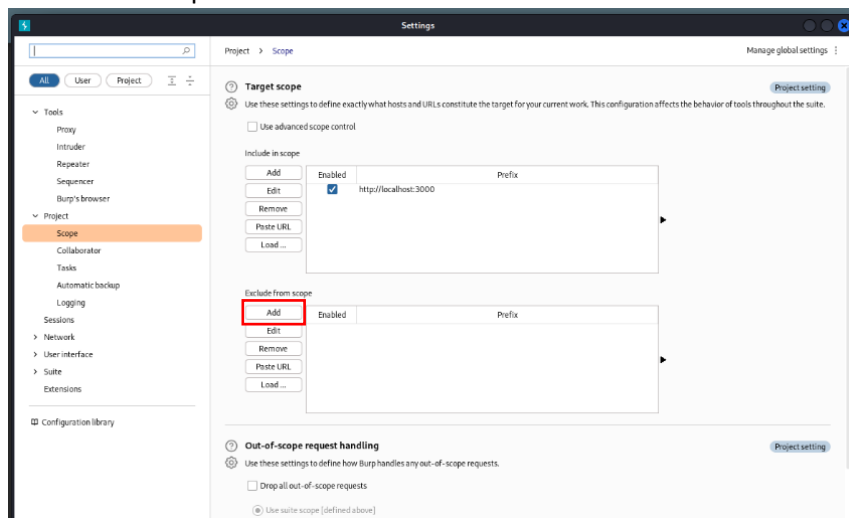 Settings
Project > Scope
Manage global settings
All User Project
Target scope
Project setting
Use these settings to define exactly what hosts and URLs constitute the target for your current work. This configuration affects the behavior of tools throughout the suite.
Use advanced scope control
Tools
Proxy
Intruder
Repeater
Sequencer
Burp's browser
Project
Scope
Collaborator
Tasks
Automatic backup
Logging
Sessions
Network
User interface
Suite
Extensions
Configuration library
Include in scope
Add
Edit
Remove
Paste URL
Load ...
Enabled Prefix
http://localhost:3000
Exclude from scope
Add
Edit
Remove
Paste URL
Load ...
Enabled Prefix
Out-of-scope request handling
Project setting
Use these settings to define how Burp handles any out-of-scope requests.
Drop all out-of-scope requests
Use suite scope [defined above]